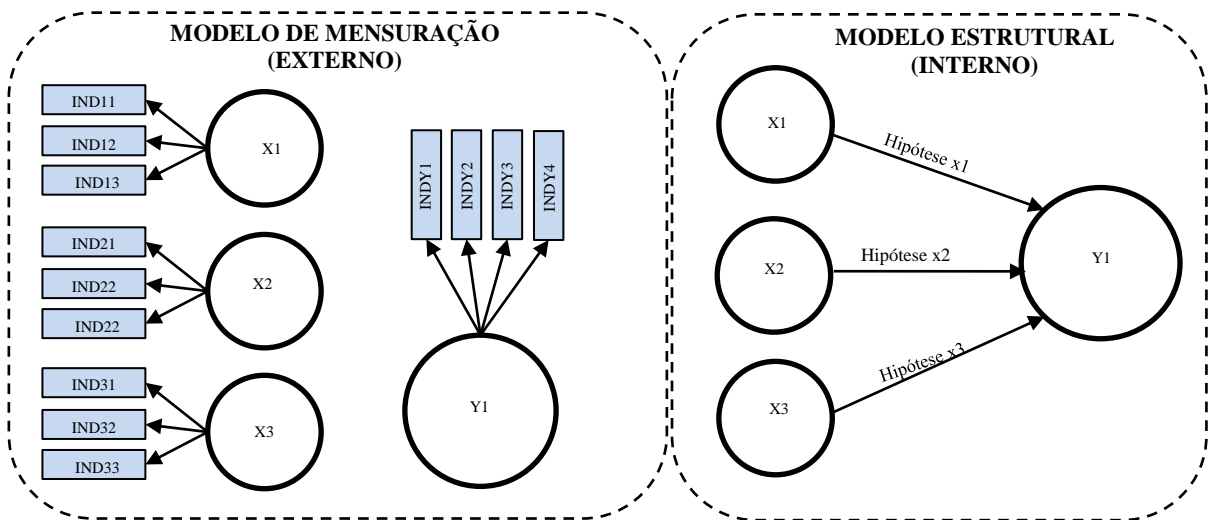 MODELO DE MENSURAÇÃO
(EXTERNO)
IND11
IND12
IND13
X1
IND21
IND22
IND22
X2
IND31
IND32
IND33
X3
INDY1
INDY2
INDY3
INDY4
Y1
MODELO ESTRUTURAL
(INTERNO)
X1
Hipótese x1
X2
Hipótese x2
X3
Hipótese x3
Y1